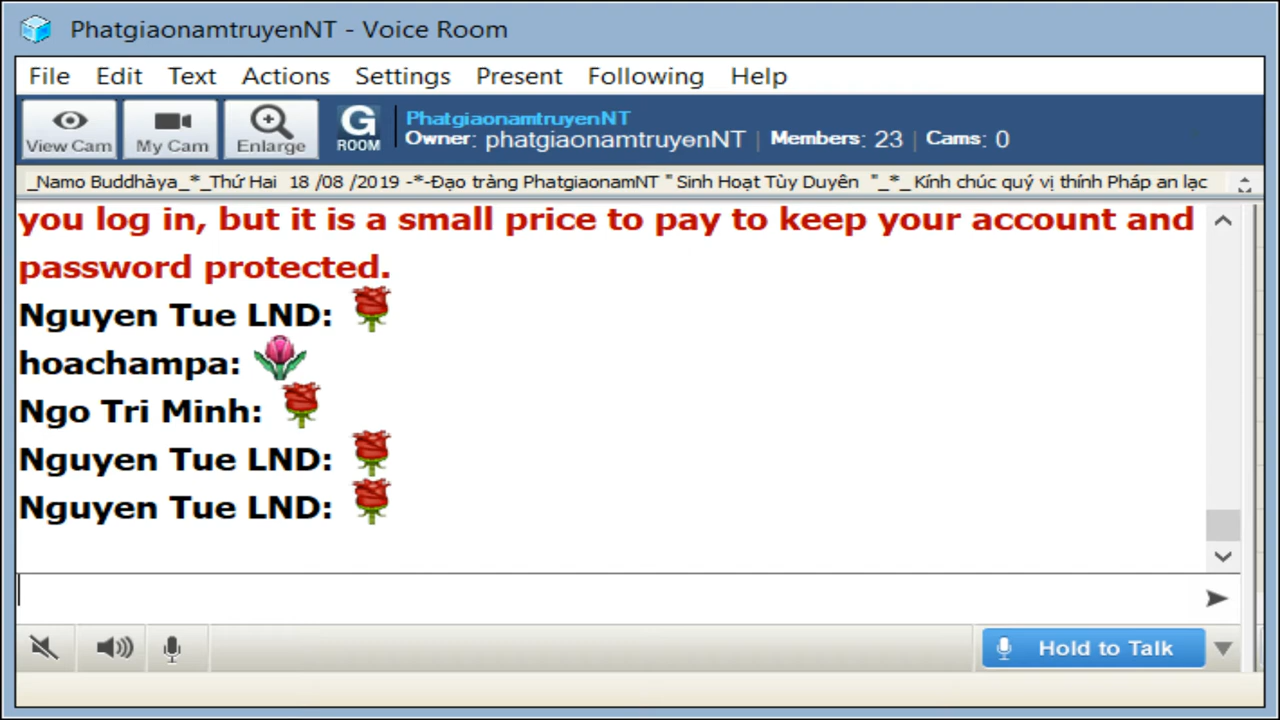 PhatgiaonamtruyenNT - Voice Room
File Edit Text Actions Settings Present Following Help
View Cam My Cam Enlarge G ROOM
PhatgiaonamtruyenNT
Owner: phatgiaonamtruyenNT | Members: 23 | Cams: 0
_Namo Buddhàya_*_Thứ Hai 18 /08 /2019 -*-Đạo tràng PhatgiaonamNT " Sinh Hoạt Tùy Duyên "_*_ Kính chúc quý vị thính Pháp an lạc
you log in, but it is a small price to pay to keep your account and
password protected.
Nguyen Tue LND:
hoachampa:
Ngo Tri Minh:
Nguyen Tue LND:
Nguyen Tue LND:
Hold to Talk